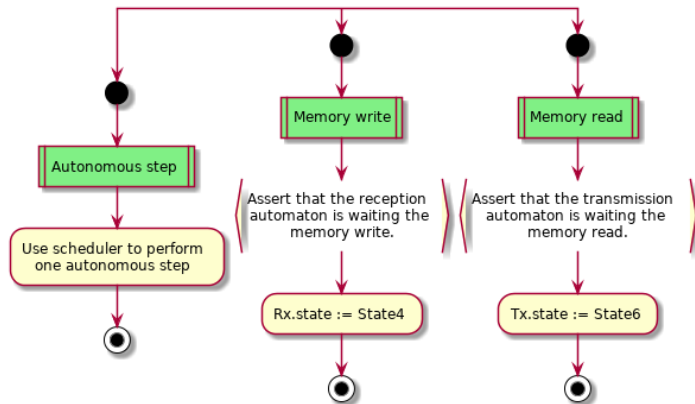 Autonomous step
Use scheduler to perform
one autonomous step
Memory write
Assert that the reception
automaton is waiting the
memory write.
Rx.state := State4
Memory read
Assert that the transmission
automaton is waiting the
memory read.
Tx.state := State6